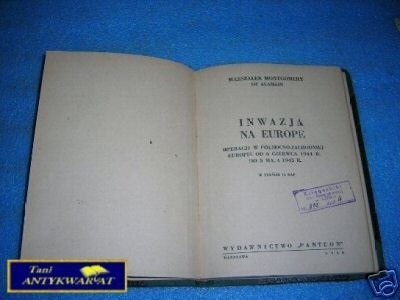 MARSZAŁEK MONTGOMERY
OF ALAMEIN
INWAZJA
NA EUROPĘ
OPERACJE W PÓŁNOCNO-ZACHODNIEJ
EUROPIE OD 6 CZERWCA 1944 R.
DO 5 MAJA 1945 R.
WYDAWNICTWO "PANTEON"
WARSZAWA
Tani
ANTYKWARYAT